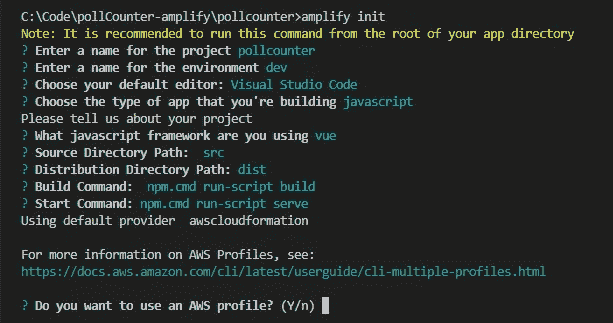 C:\Code\pollCounter-amplify\pollcounter>amplify init
Note: It is recommended to run this command from the root of your app directory
? Enter a name for the project pollcounter
? Enter a name for the environment dev
? Choose your default editor: Visual Studio Code
? Choose the type of app that you're building javascript
Please tell us about your project
? What javascript framework are you using vue
? Source Directory Path:  src
? Distribution Directory Path: dist
? Build Command:  npm.cmd run-script build
? Start Command: npm.cmd run-script serve
Using default provider  awscloudformation
For more information on AWS Profiles, see:
https://docs.aws.amazon.com/cli/latest/userguide/cli-multiple-profiles.html
? Do you want to use an AWS profile? (Y/n)